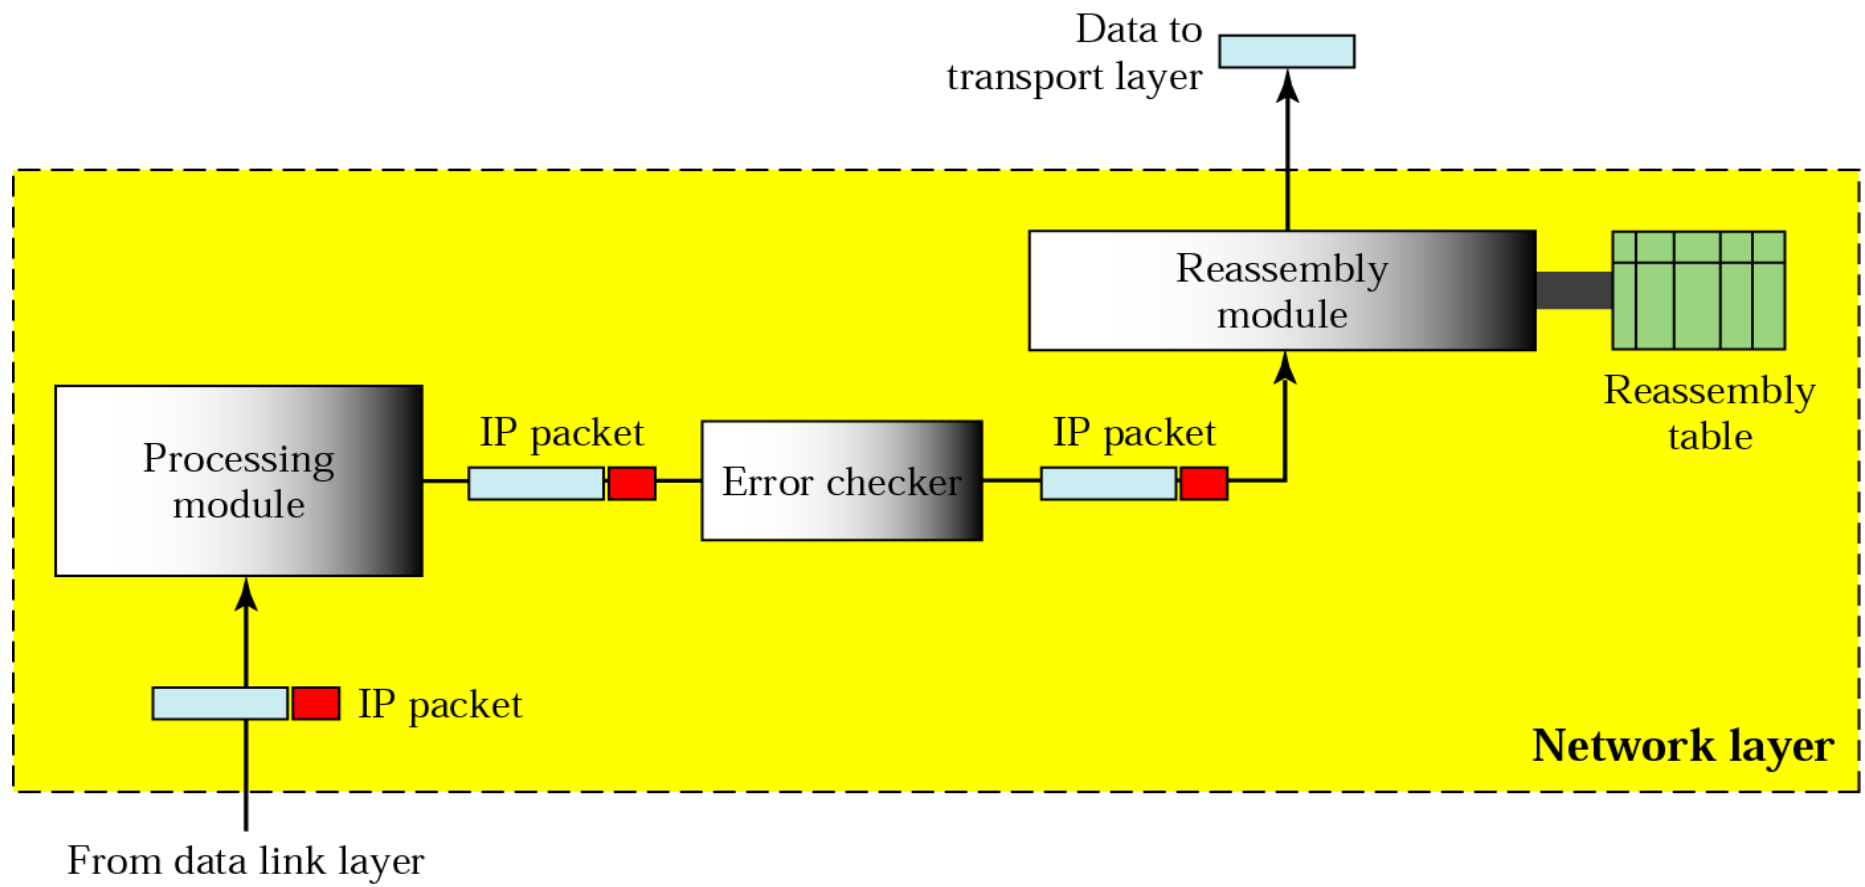 Data to
transport layer
Reassembly
module
Reassembly
table
Processing
module
IP packet
Error checker
IP packet
IP packet
Network layer
From data link layer